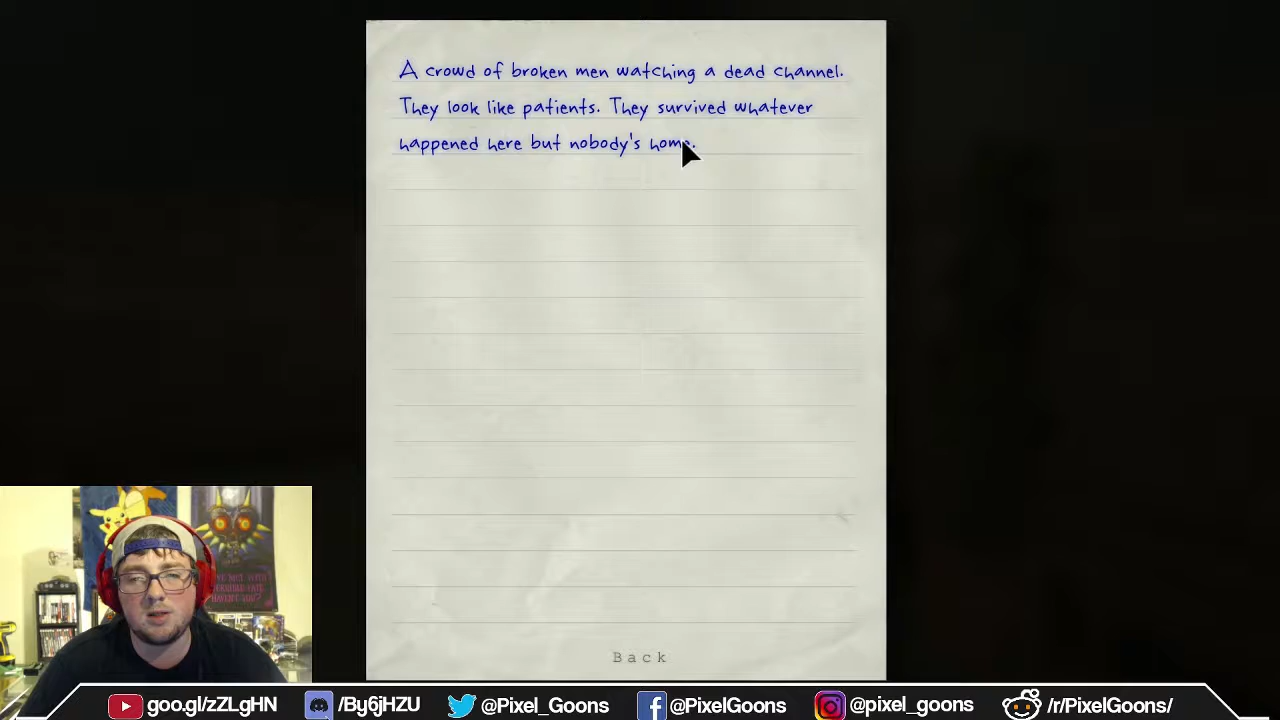 A crowd of broken men watching a dead channel.
They look like patients. They survived whatever
happened here but nobody's home.
Back
goo.gl/zZLgHN
/By6jHZU
@Pixel_Goons
@PixelGoons
@pixel_goons
/r/PixelGoons/